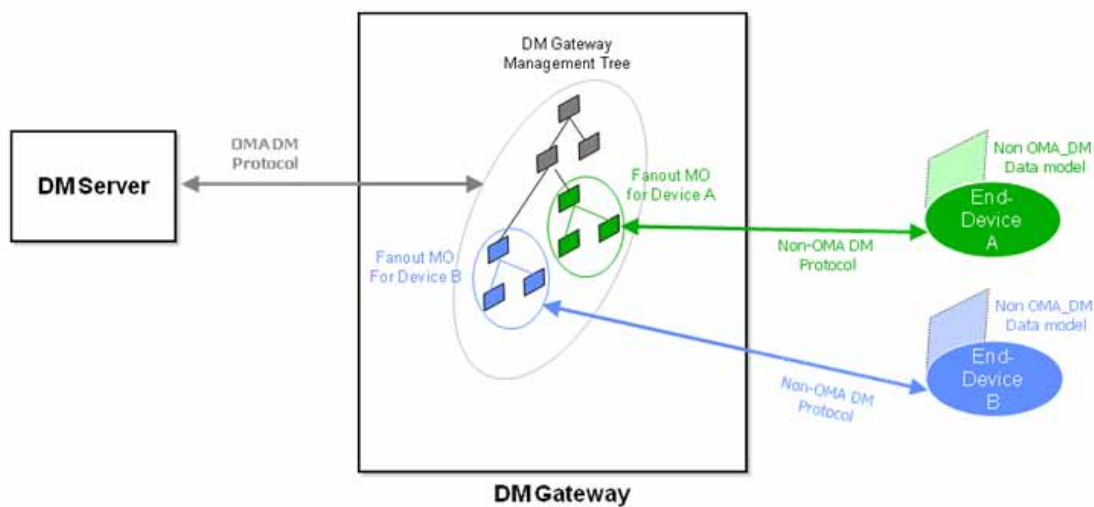 DM Gateway
Management Tree
OMA DM
Protocol
DM Server
Fanout MO
for Device A
Fanout MO
For Device B
Non-OMA DM
Protocol
Non OMA_DM
Data model
End-
Device
A
Non-OMA DM
Protocol
Non OMA_DM
Data model
End-
Device
B
DM Gateway